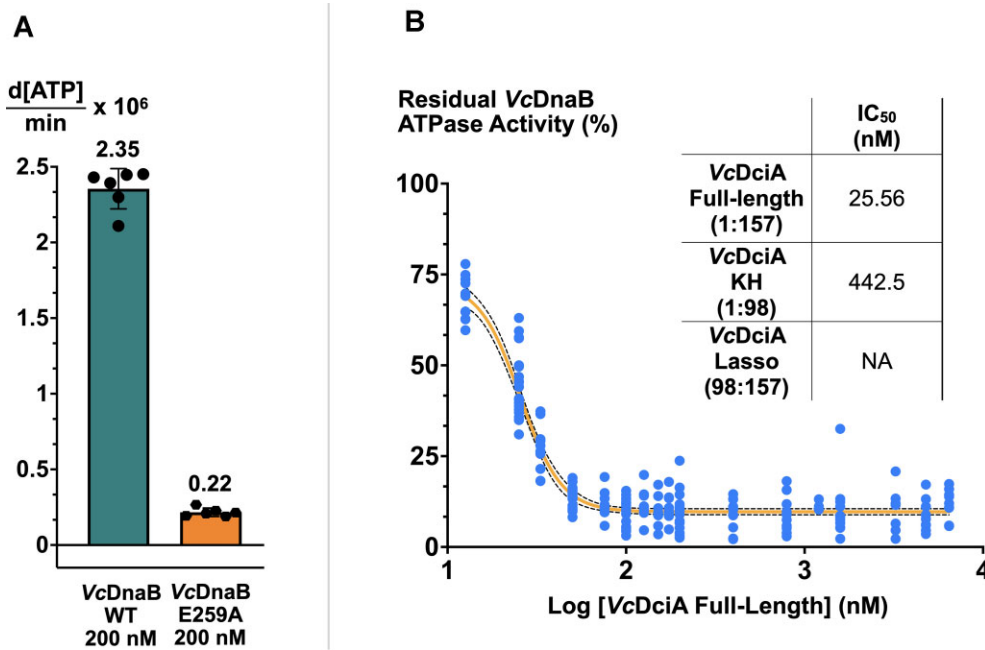 A
d[ATP]
min
x 10⁶
2.35
2.5
2
1.5
1
0.5
0.22
0
VcDnaB
WT
200 nM
VcDnaB
E259A
200 nM
B
Residual VcDnaB
ATPase Activity (%)
IC₅₀
(nM)
VcDciA
Full-length
(1:157)
25.56
VcDciA
KH
(1:98)
442.5
VcDciA
Lasso
(98:157)
NA
100
75
50
25
0
1
2
3
4
Log [VcDciA Full-Length] (nM)